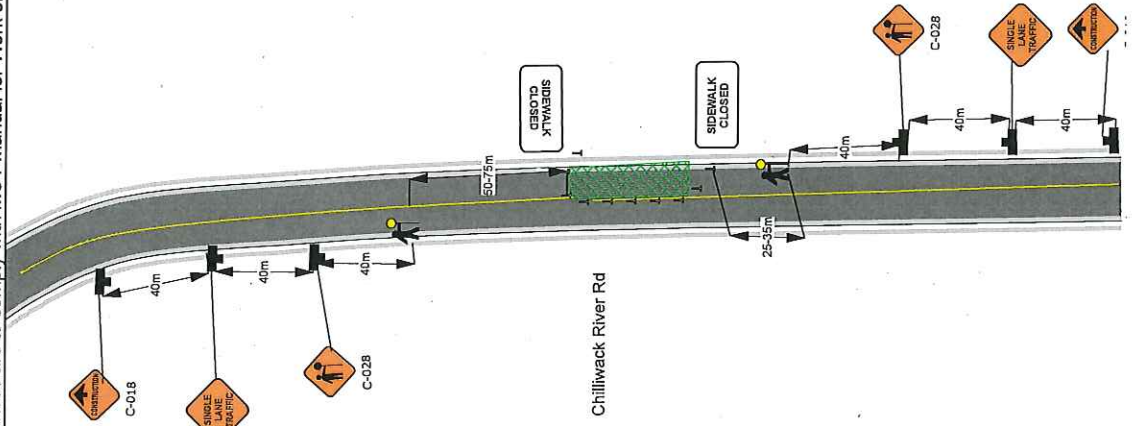 C-028
SINGLE
LANE
TRAFFIC
CONSTRUCTION
40m
40m
40m
SIDEWALK
CLOSED
SIDEWALK
CLOSED
50-75m
25-35m
40m
40m
40m
CONSTRUCTION
C-018
SINGLE
LANE
TRAFFIC
C-028
Chilliwack River Rd